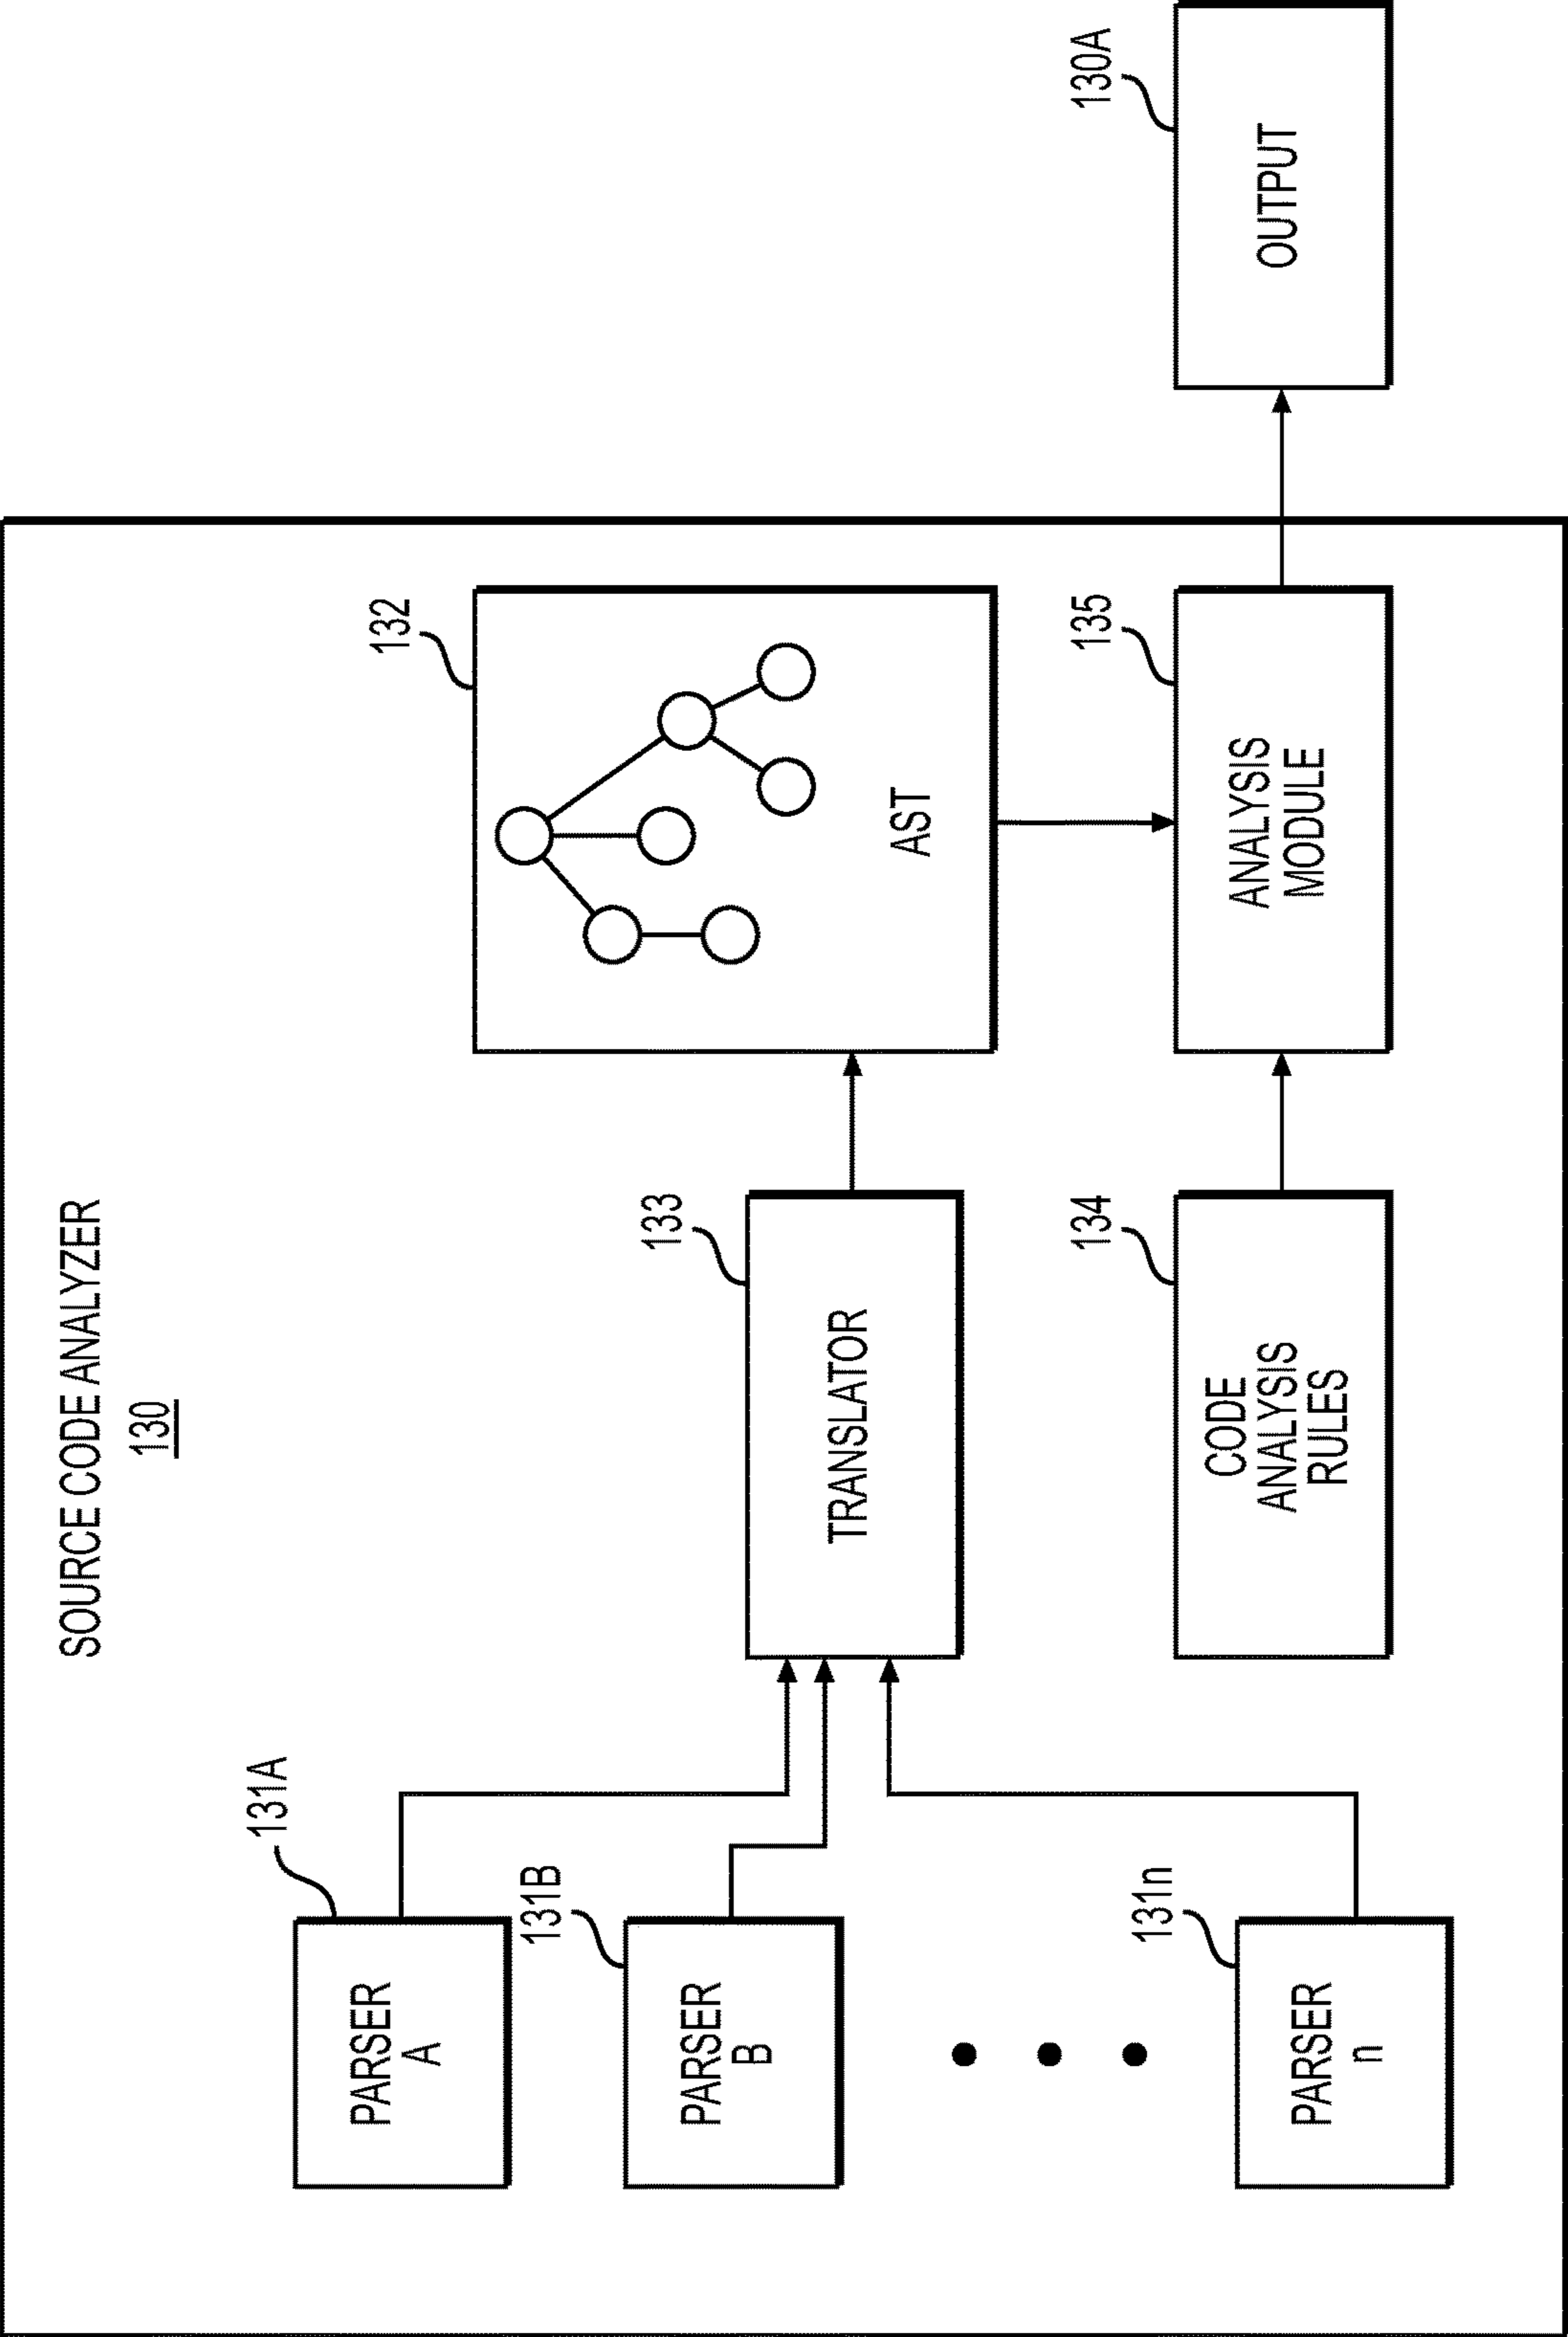 SOURCE CODE ANALYZER
130
131A
PARSER
A
131B
PARSER
B
131n
PARSER
n
133
TRANSLATOR
132
AST
134
CODE
ANALYSIS
RULES
135
ANALYSIS
MODULE
130A
OUTPUT